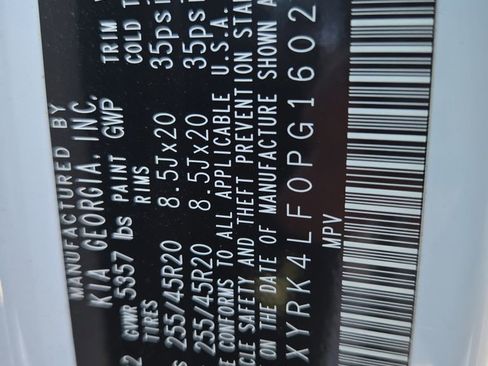 MANUFACTURED BY
KIA GEORGIA, INC.
2 GVWR 5357 lbs PAINT GWP TRIM
TIRES RIMS COLD
255/45R20 8.5Jx20 35psi
255/45R20 8.5Jx20 35psi
CONFORMS TO ALL APPLICABLE U.S.A.
SAFETY AND THEFT PREVENTION
ON THE DATE OF MANUFACTURE SHOWN A
XYRK4LF0PG1602
MPV